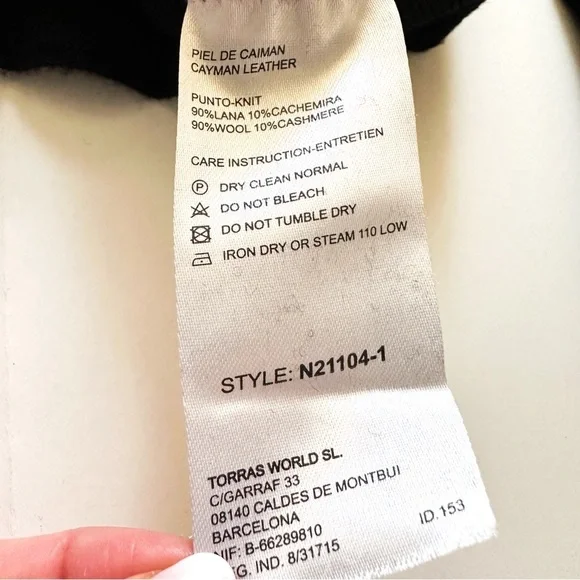 PIEL DE CAIMAN
CAYMAN LEATHER
PUNTO-KNIT
90%LANA 10%CACHEMIRA
90%WOOL 10%CASHMERE
CARE INSTRUCTION-ENTRETIEN
P DRY CLEAN NORMAL
DO NOT BLEACH
DO NOT TUMBLE DRY
IRON DRY OR STEAM 110 LOW
STYLE: N21104-1
TORRAS WORLD SL.
C/GARRAF 33
08140 CALDES DE MONTBUI
BARCELONA
NIF: B-66289810
G. IND. 8/31715
ID.153